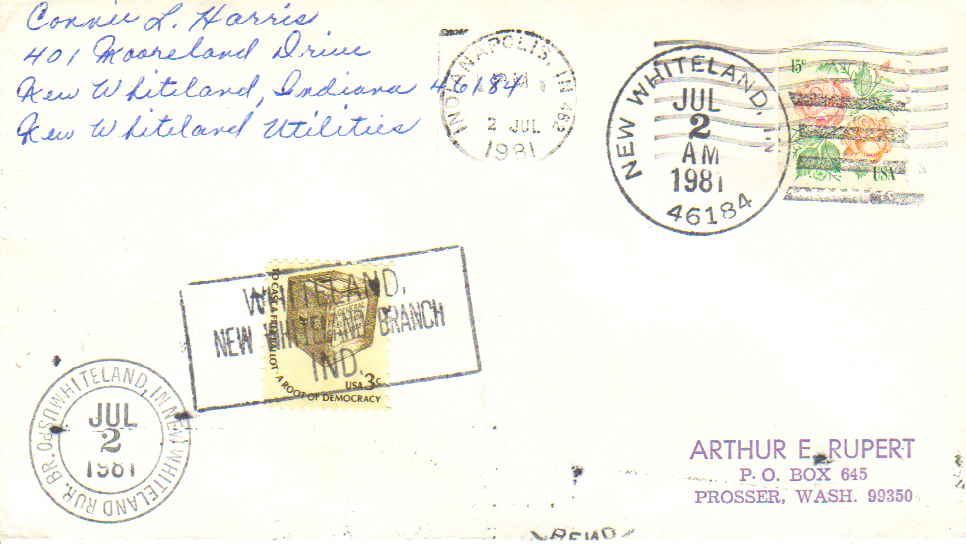 Connie L. Harris
401 Mooreland Drive
New Whiteland, Indiana 46184
New Whiteland Utilities
INDIANAPOLIS, IN 462
2 JUL
1981
NEW WHITELAND, IN
JUL
2
AM
1981
46184
15c
USA
WHITELAND,
NEW WHITELAND BRANCH
IND.
TO CAST A FREE BALLOT · A ROOT OF DEMOCRACY
USA 3c
WHITELAND, IN (NEW WHITELAND RUR. BR.) USPO
JUL
2
1981
ARTHUR E. RUPERT
P. O. BOX 645
PROSSER, WASH. 99350